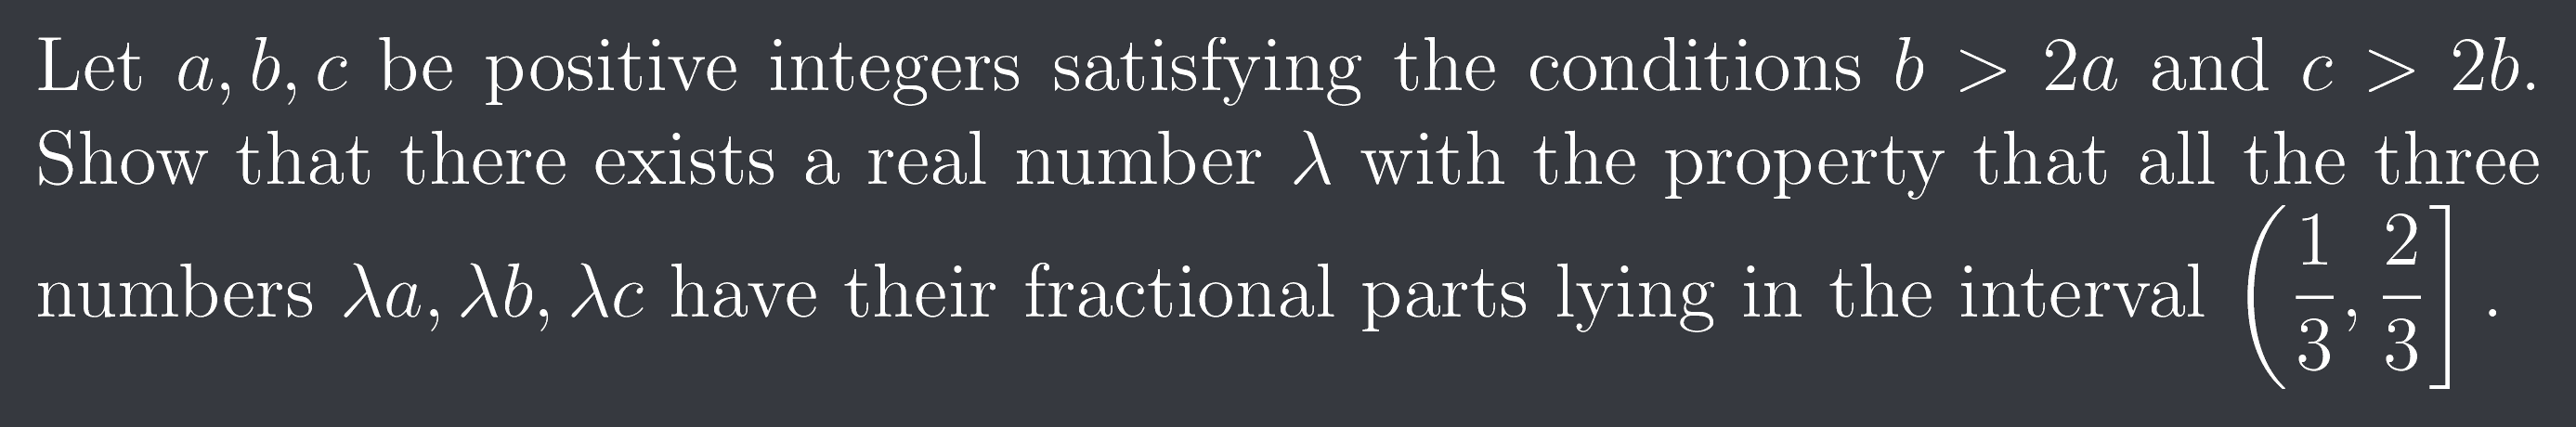 Let a, b, c be positive integers satisfying the conditions b > 2a and c > 2b.
Show that there exists a real number λ with the property that all the three
numbers λa, λb, λc have their fractional parts lying in the interval (1/3, 2/3].